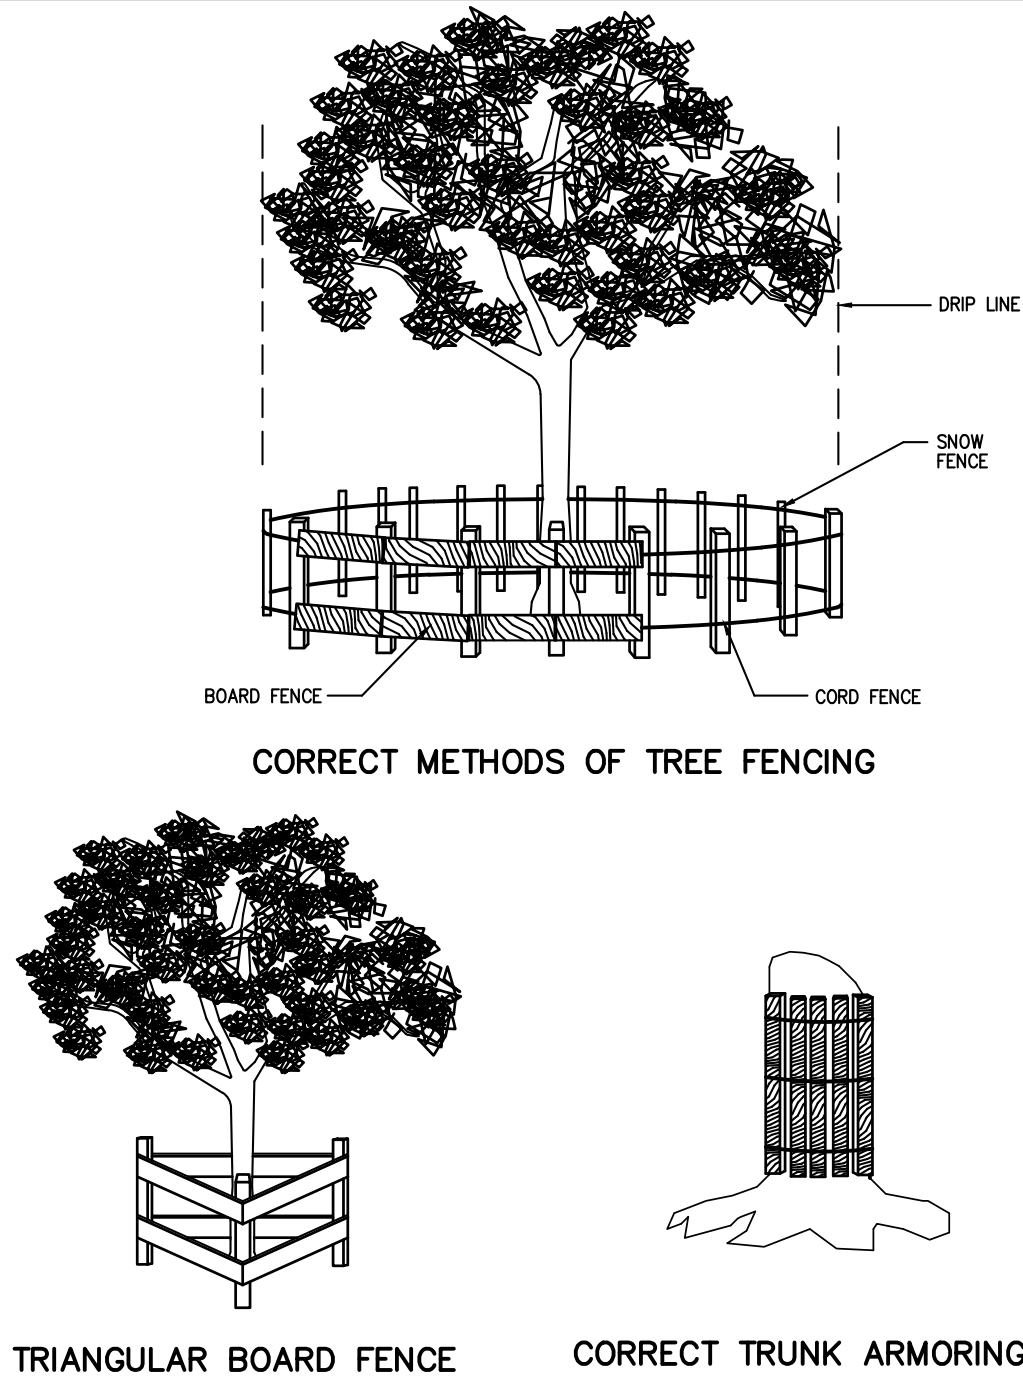 DRIP LINE
SNOW
FENCE
BOARD FENCE
CORD FENCE
CORRECT METHODS OF TREE FENCING
TRIANGULAR BOARD FENCE
CORRECT TRUNK ARMORING